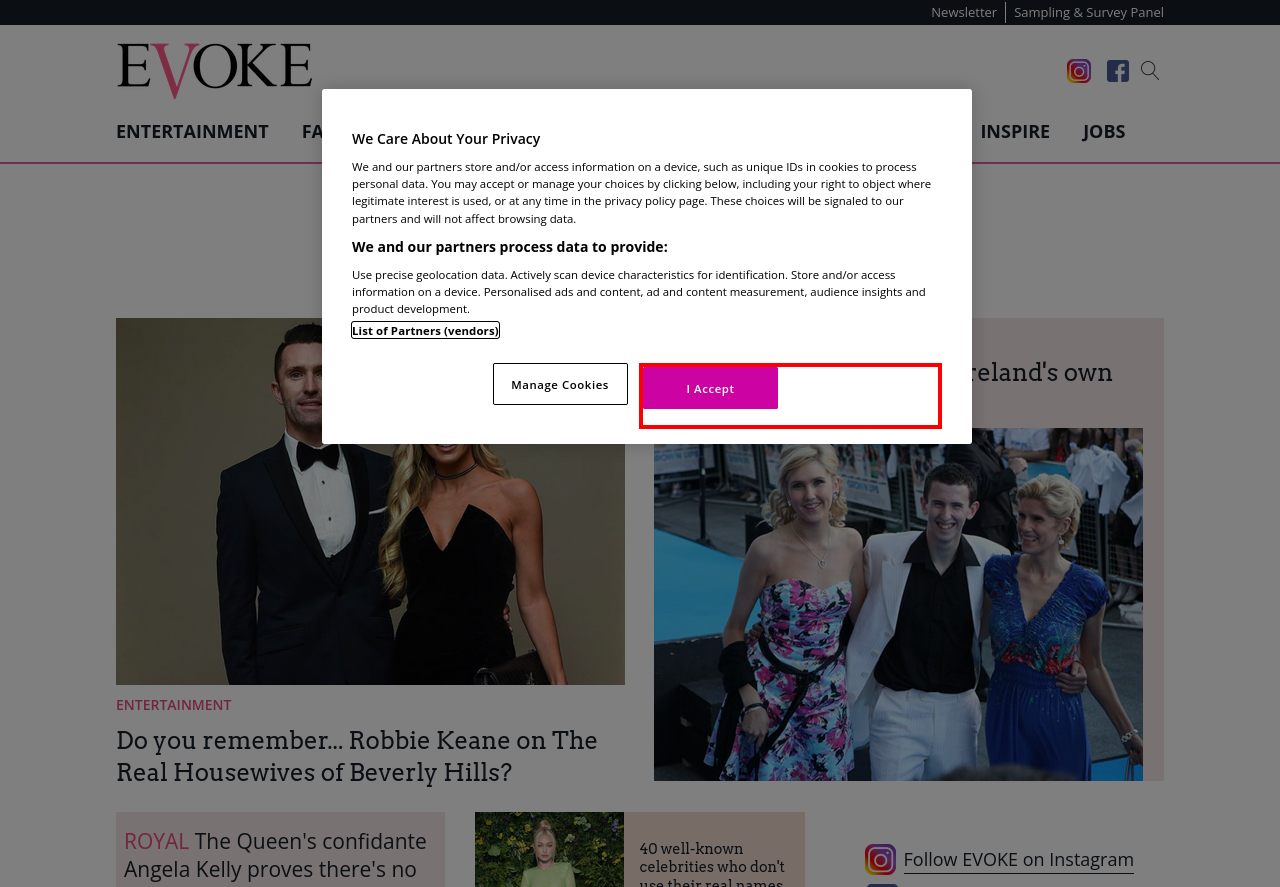 Newsletter
Sampling & Survey Panel
EVOKE
ENTERTAINMENT
FA
INSPIRE
JOBS
We Care About Your Privacy
We and our partners store and/or access information on a device, such as unique IDs in cookies to process
personal data. You may accept or manage your choices by clicking below, including your right to object where
legitimate interest is used, or at any time in the privacy policy page. These choices will be signaled to our
partners and will not affect browsing data.
We and our partners process data to provide:
Use precise geolocation data. Actively scan device characteristics for identification. Store and/or access
information on a device. Personalised ads and content, ad and content measurement, audience insights and
product development.
List of Partners (vendors)
Manage Cookies
I Accept
reland's own
ENTERTAINMENT
Do you remember... Robbie Keane on The
Real Housewives of Beverly Hills?
ROYAL The Queen's confidante
Angela Kelly proves there's no
40 well-known
celebrities who don't
use their real names
Follow EVOKE on Instagram